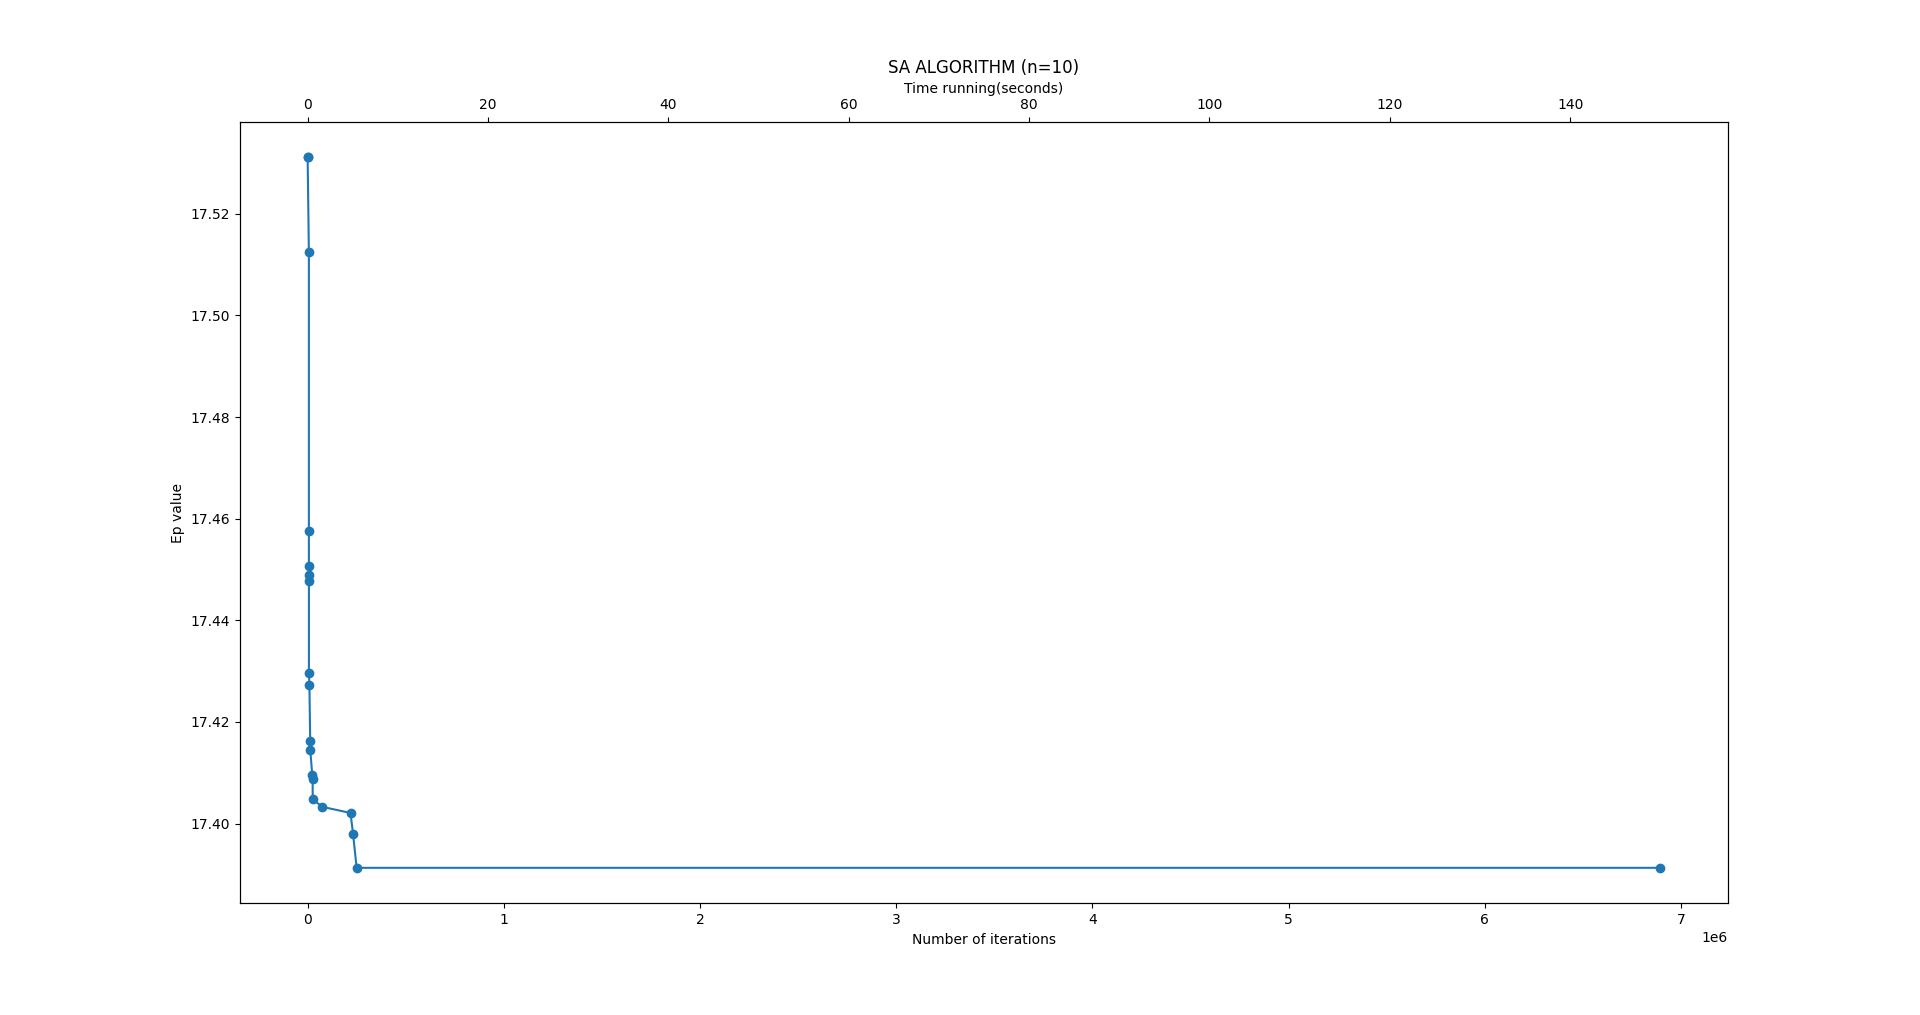 SA ALGORITHM (n=10)
Time running(seconds)
0 20 40 60 80 100 120 140
17.52
17.50
17.48
17.46
17.44
17.42
17.40
Ep value
0 1 2 3 4 5 6 7
1e6
Number of iterations